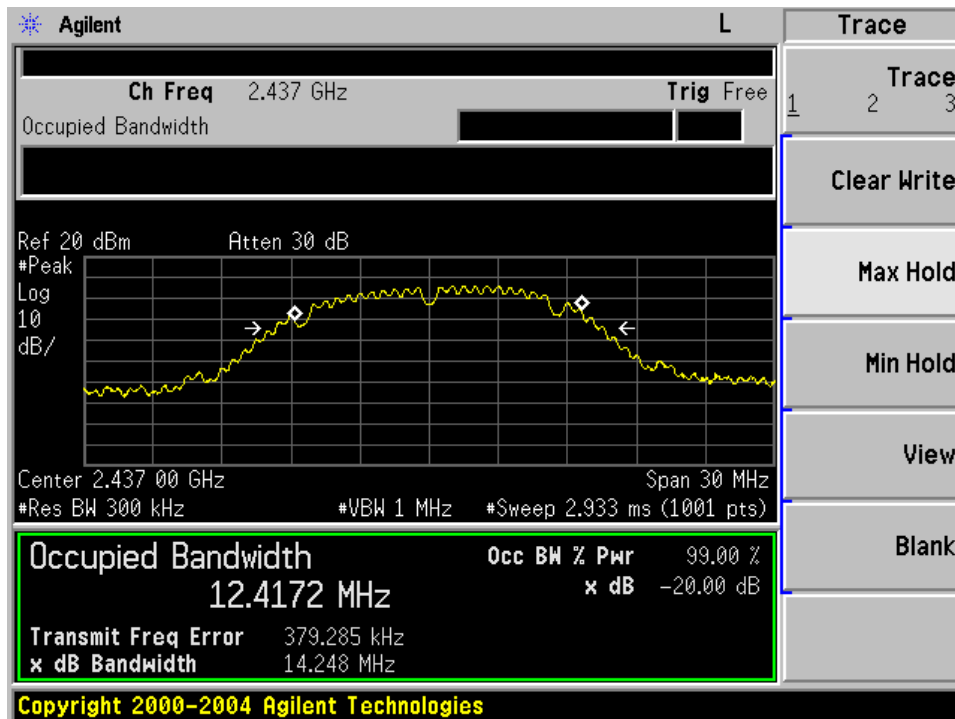 Agilent L
Trace
Ch Freq 2.437 GHz Trig Free
Occupied Bandwidth
Ref 20 dBm Atten 30 dB
#Peak
Log
10
dB/
Center 2.437 00 GHz Span 30 MHz
#Res BW 300 kHz #VBW 1 MHz #Sweep 2.933 ms (1001 pts)
Occupied Bandwidth
12.4172 MHz
Occ BW % Pwr 99.00 %
x dB -20.00 dB
Transmit Freq Error 379.285 kHz
x dB Bandwidth 14.248 MHz
Copyright 2000-2004 Agilent Technologies
Trace
1 2 3
Clear Write
Max Hold
Min Hold
View
Blank